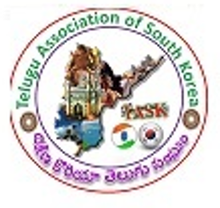 Telugu Association of South Korea
TASK
దక్షిణ కొరియా తెలుగు సంఘం